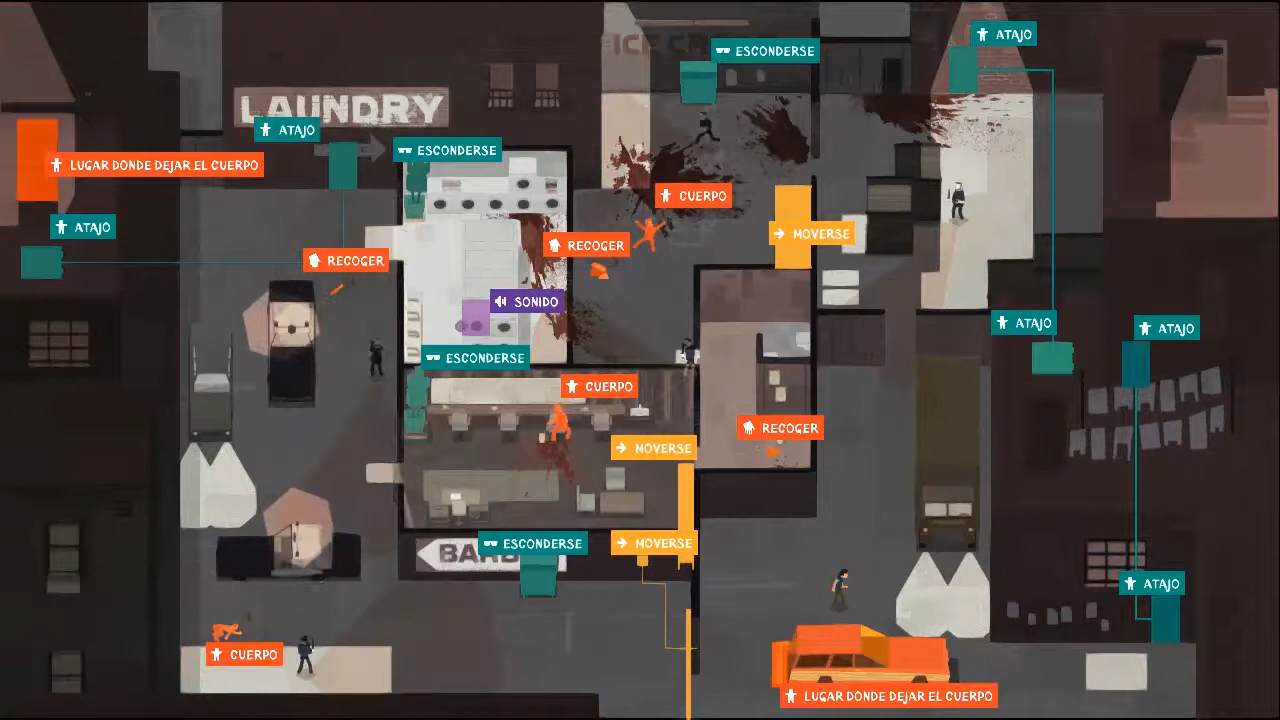 ATAJO
ICE
ESCONDERSE
LAUNDRY
ATAJO
ESCONDERSE
LUGAR DONDE DEJAR EL CUERPO
CUERPO
ATAJO
MOVERSE
RECOGER
RECOGER
SONIDO
ATAJO
ATAJO
ESCONDERSE
CUERPO
RECOGER
MOVERSE
ESCONDERSE
MOVERSE
ATAJO
CUERPO
LUGAR DONDE DEJAR EL CUERPO